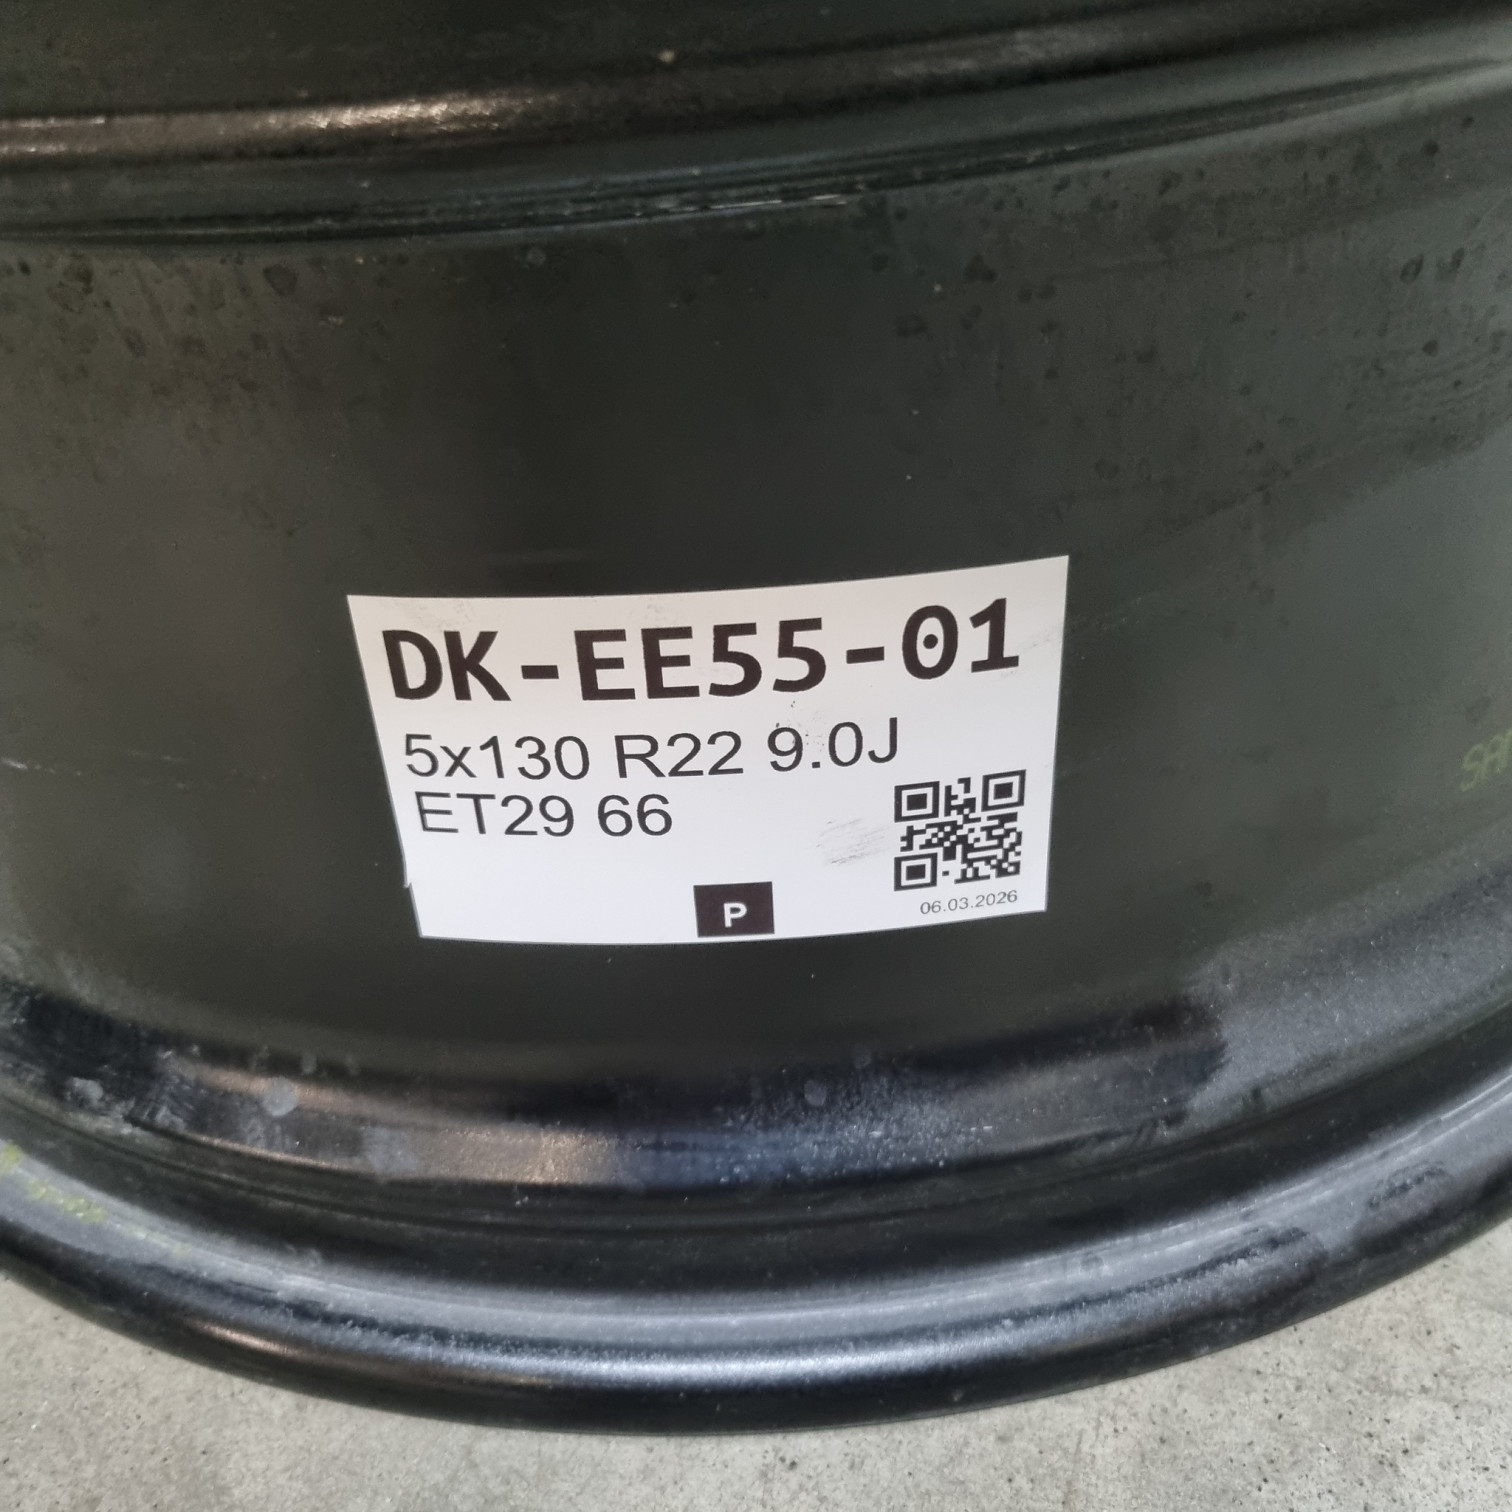 DK-EE55-01
5x130 R22 9.0J
ET29 66
P
06.03.2026